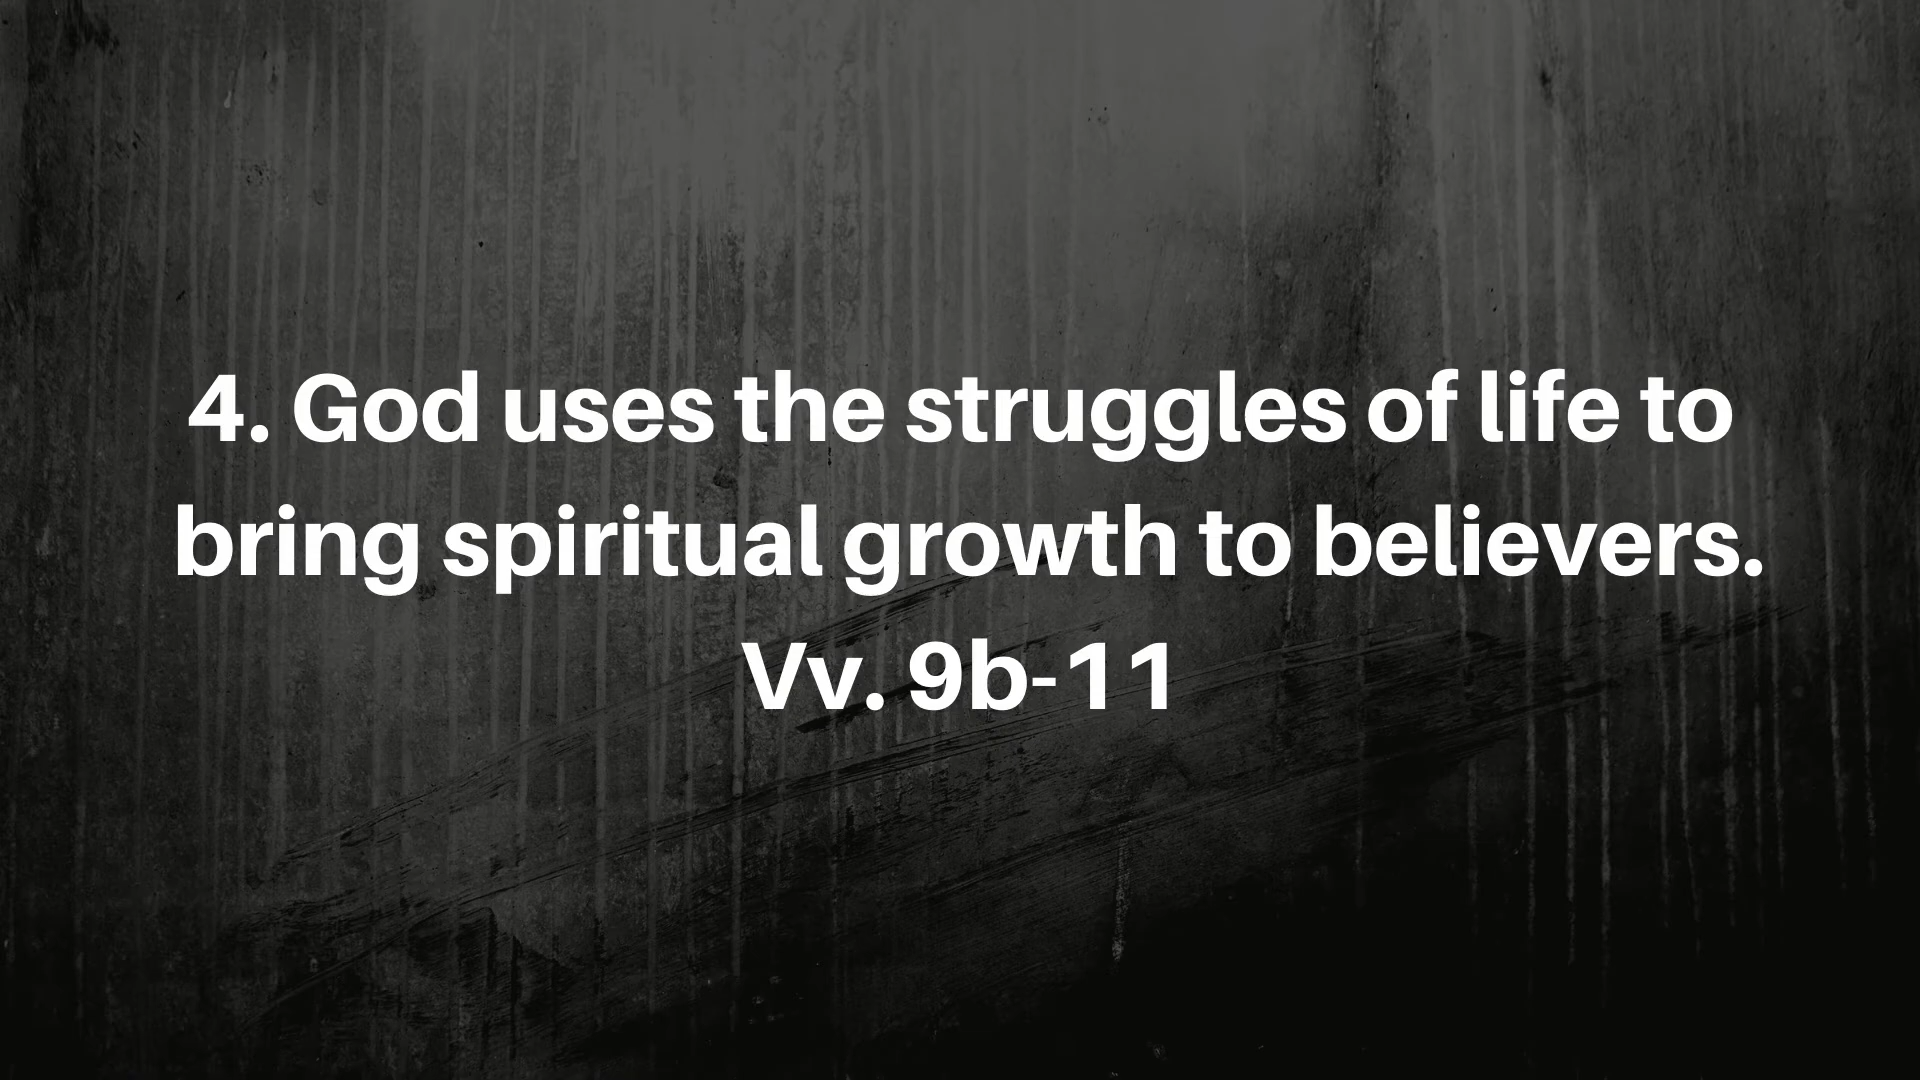 4. God uses the struggles of life to
bring spiritual growth to believers.
Vv. 9b-11